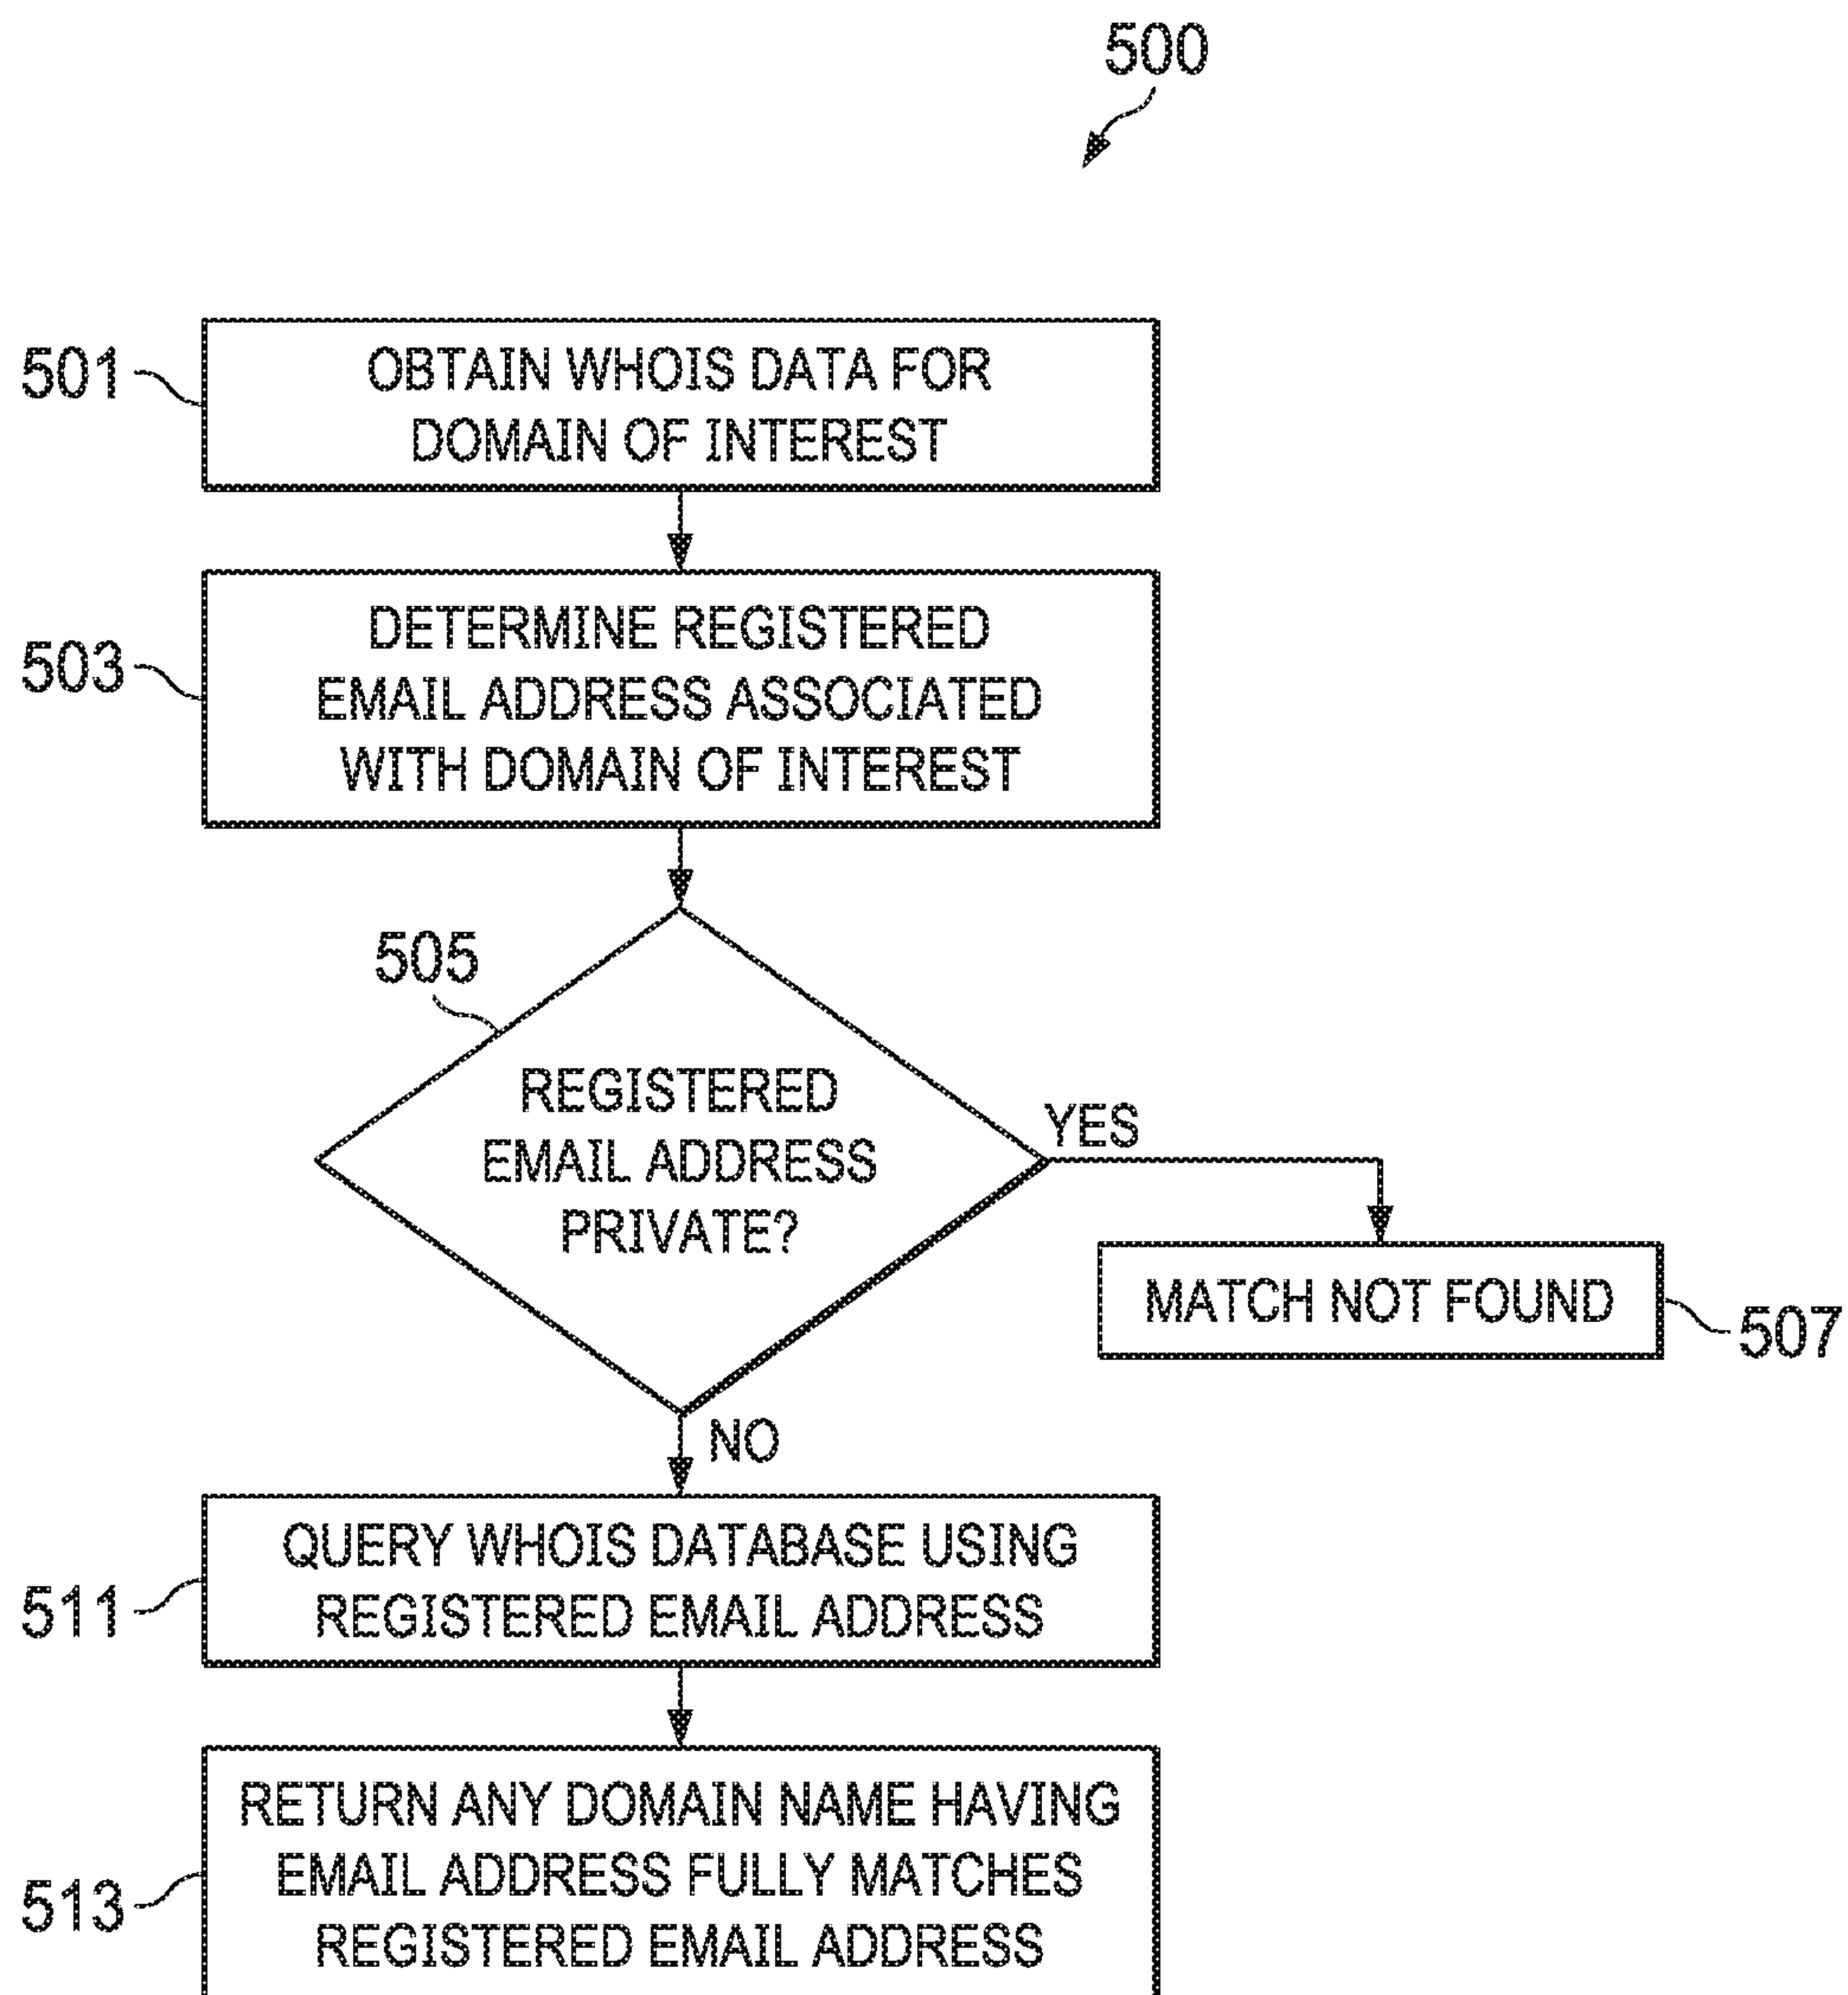 500
501
OBTAIN WHOIS DATA FOR
DOMAIN OF INTEREST
503
DETERMINE REGISTERED
EMAIL ADDRESS ASSOCIATED
WITH DOMAIN OF INTEREST
505
REGISTERED
EMAIL ADDRESS
PRIVATE?
YES
MATCH NOT FOUND
507
NO
511
QUERY WHOIS DATABASE USING
REGISTERED EMAIL ADDRESS
513
RETURN ANY DOMAIN NAME HAVING
EMAIL ADDRESS FULLY MATCHES
REGISTERED EMAIL ADDRESS